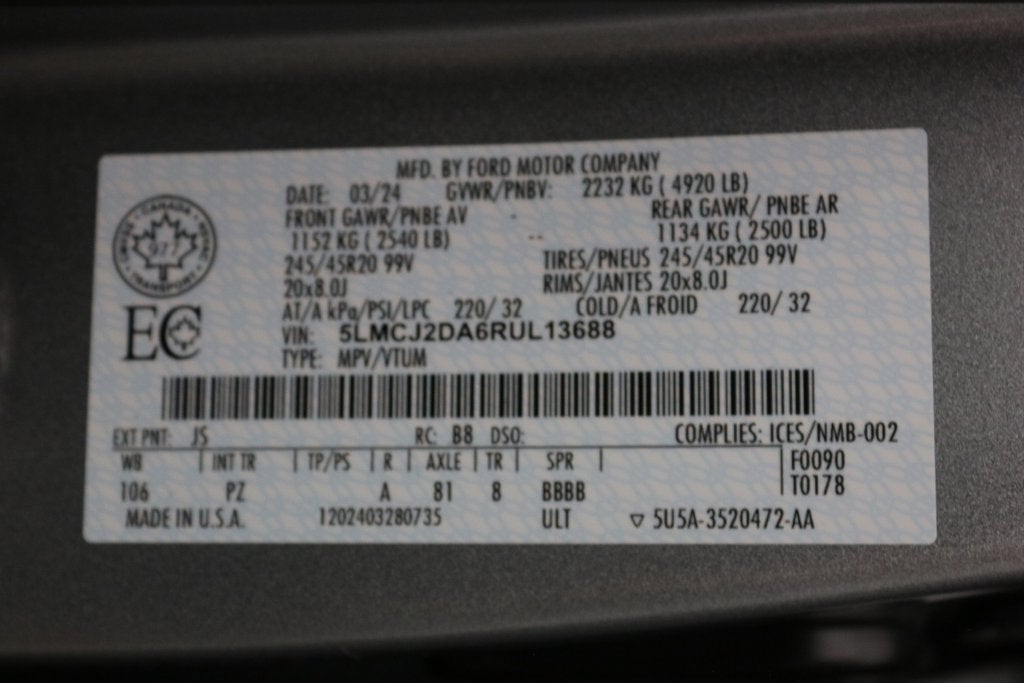 MFD. BY FORD MOTOR COMPANY
DATE: 03/24 GVWR/PNBV: 2232 KG ( 4920 LB)
FRONT GAWR/PNBE AV REAR GAWR/ PNBE AR
1152 KG ( 2540 LB) -- 1134 KG ( 2500 LB)
245/45R20 99V TIRES/PNEUS 245/45R20 99V
20x8.0J RIMS/JANTES 20x8.0J
AT/A kPa/PSI/LPC 220/ 32 COLD/A FROID 220/ 32
VIN: 5LMCJ2DA6RUL13688
TYPE: MPV/VTUM
CANADA
TRANSPORT
EC
EXT PNT: JS RC: B8 DSO: COMPLIES: ICES/NMB-002
WB | INT TR | TP/PS | R | AXLE | TR | SPR | F0090
106 PZ A 81 8 BBBB T0178
MADE IN U.S.A. 1202403280735 ULT ▽ 5U5A-3520472-AA